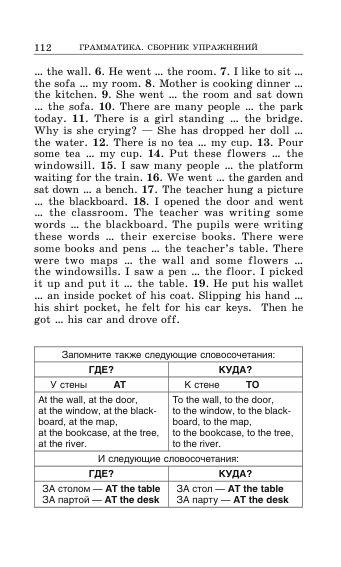 112
ГРАММАТИКА. СБОРНИК УПРАЖНЕНИЙ
... the wall. 6. He went ... the room. 7. I like to sit ...
the sofa ... my room. 8. Mother is cooking dinner ...
the kitchen. 9. She went ... the room and sat down
... the sofa. 10. There are many people ... the park
today. 11. There is a girl standing ... the bridge.
Why is she crying? — She has dropped her doll ...
the water. 12. There is no tea ... my cup. 13. Pour
some tea ... my cup. 14. Put these flowers ... the
windowsill. 15. I saw many people ... the platform
waiting for the train. 16. We went ... the garden and
sat down ... a bench. 17. The teacher hung a picture
... the blackboard. 18. I opened the door and went
... the classroom. The teacher was writing some
words ... the blackboard. The pupils were writing
these words ... their exercise books. There were
some books and pens ... the teacher's table. There
were two maps ... the wall and some flowers ...
the windowsills. I saw a pen ... the floor. I picked
it up and put it ... the table. 19. He put his wallet
... an inside pocket of his coat. Slipping his hand ...
his shirt pocket, he felt for his car keys. Then he
got ... his car and drove off.
Запомните также следующие словосочетания:
ГДЕ? КУДА?
У стены AT К стене TO
At the wall, at the door,
at the window, at the black-
board, at the map,
at the bookcase, at the tree,
at the river.
To the wall, to the door,
to the window, to the black-
board, to the map,
to the bookcase, to the tree,
to the river.
И следующие словосочетания:
ГДЕ? КУДА?
ЗА столом — AT the table
ЗА партой — AT the desk
ЗА стол — AT the table
ЗА парту — AT the desk